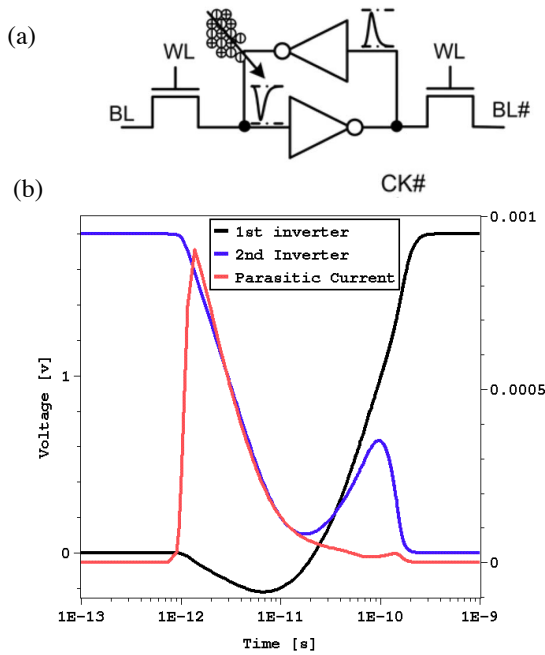 (a)
WL
WL
BL
BL#
CK#
(b)
1st inverter
2nd Inverter
Parasitic Current
Voltage [v]
1
0
0.001
0.0005
0
1E-13
1E-12
1E-11
1E-10
1E-9
Time [s]